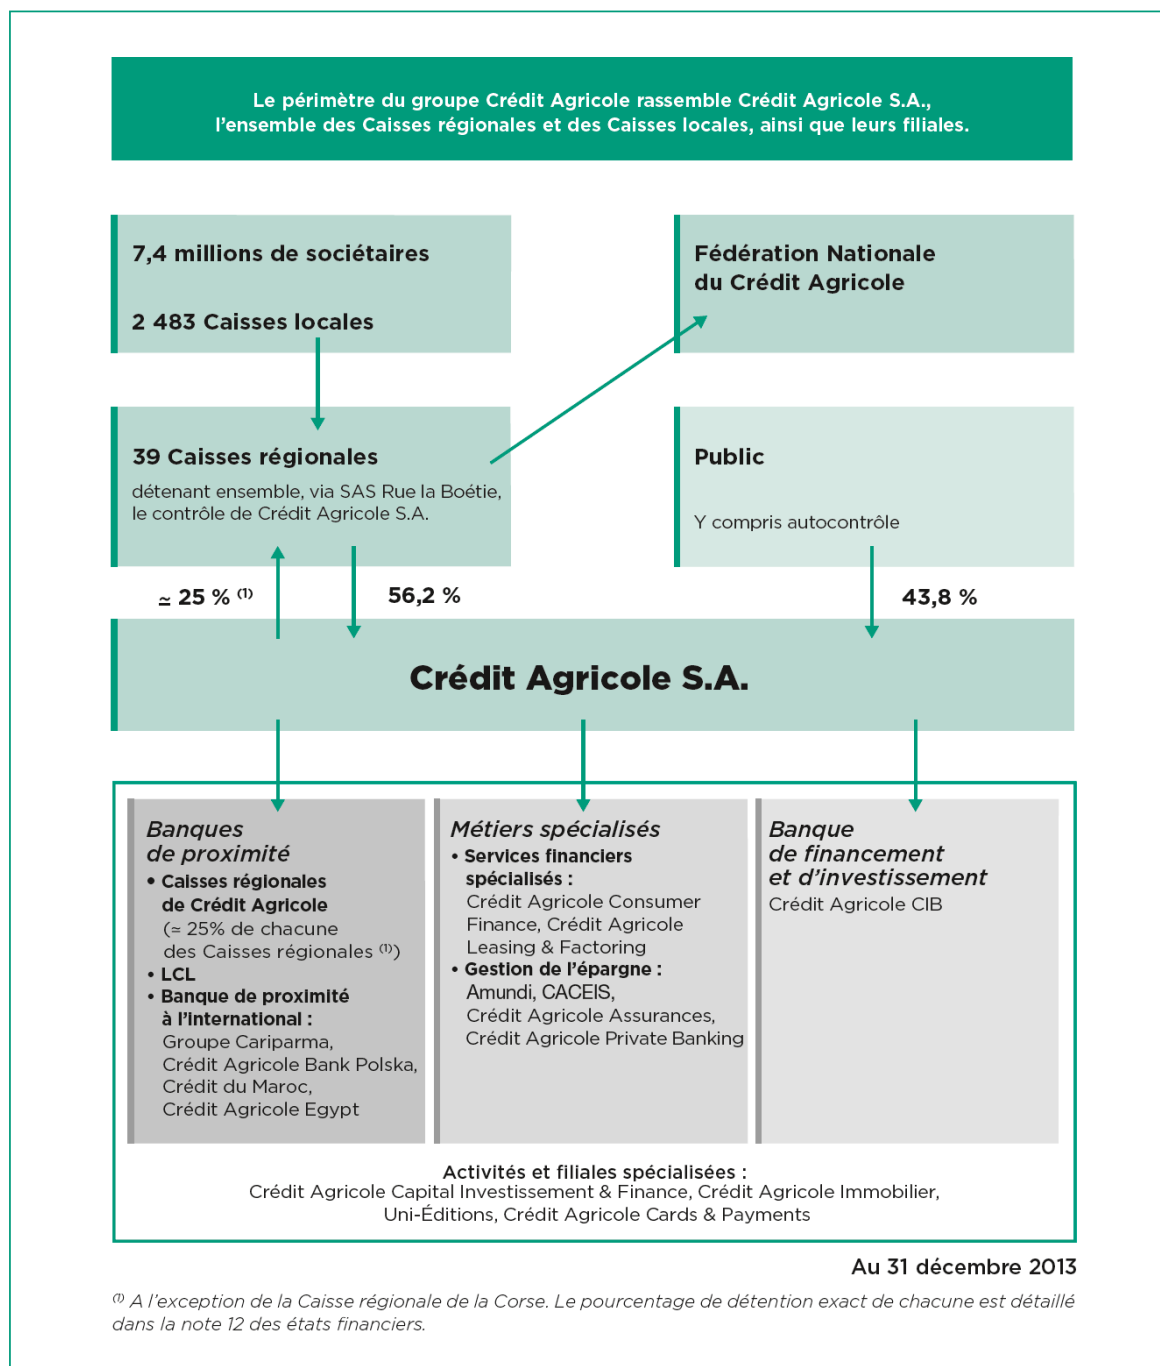 Le périmètre du groupe Crédit Agricole rassemble Crédit Agricole S.A.,
l'ensemble des Caisses régionales et des Caisses locales, ainsi que leurs filiales.
7,4 millions de sociétaires
2 483 Caisses locales
Fédération Nationale
du Crédit Agricole
39 Caisses régionales
détenant ensemble, via SAS Rue la Boétie,
le contrôle de Crédit Agricole S.A.
Public
Y compris autocontrôle
≃ 25 % (1)
56,2 %
43,8 %
Crédit Agricole S.A.
Banques
de proximité
• Caisses régionales
de Crédit Agricole
(≃ 25% de chacune
des Caisses régionales (1))
• LCL
• Banque de proximité
à l'international :
Groupe Cariparma,
Crédit Agricole Bank Polska,
Crédit du Maroc,
Crédit Agricole Egypt
Métiers spécialisés
• Services financiers
spécialisés :
Crédit Agricole Consumer
Finance, Crédit Agricole
Leasing & Factoring
• Gestion de l'épargne :
Amundi, CACEIS,
Crédit Agricole Assurances,
Crédit Agricole Private Banking
Banque
de financement
et d'investissement
Crédit Agricole CIB
Activités et filiales spécialisées :
Crédit Agricole Capital Investissement & Finance, Crédit Agricole Immobilier,
Uni-Éditions, Crédit Agricole Cards & Payments
Au 31 décembre 2013
(1) A l'exception de la Caisse régionale de la Corse. Le pourcentage de détention exact de chacune est détaillé
dans la note 12 des états financiers.